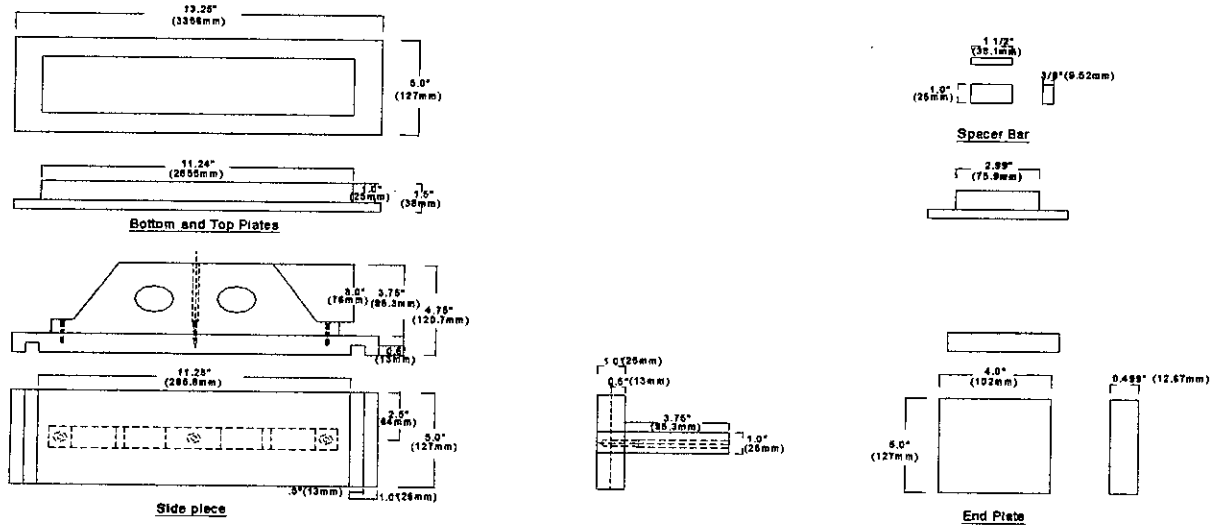 13.25"
(3366mm)
5.0"
(127mm)
11.24"
(2855mm)
1.0"
(25mm)
1.5"
(38mm)
Bottom and Top Plates
1 1/2"
(38.1mm)
3/8" (9.52mm)
1.0"
(25mm)
Spacer Bar
2.99"
(75.9mm)
3.0"
(76mm)
3.75"
(95.3mm)
4.75"
(120.7mm)
0.5"
(13mm)
11.25"
(286.8mm)
2.5"
64mm)
5.0"
(127mm)
.5"(13mm)
1.0"(26mm)
Side piece
1.0"(26mm)
0.5"(13mm)
3.75"
(95.3mm)
1.0"
(26mm)
4.0"
(102mm)
0.499" (12.67mm)
5.0"
(127mm)
End Plate